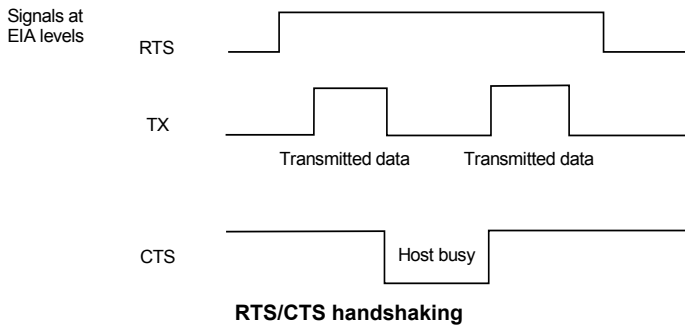 Signals at
EIA levels
RTS
TX
Transmitted data Transmitted data
CTS
Host busy
RTS/CTS handshaking